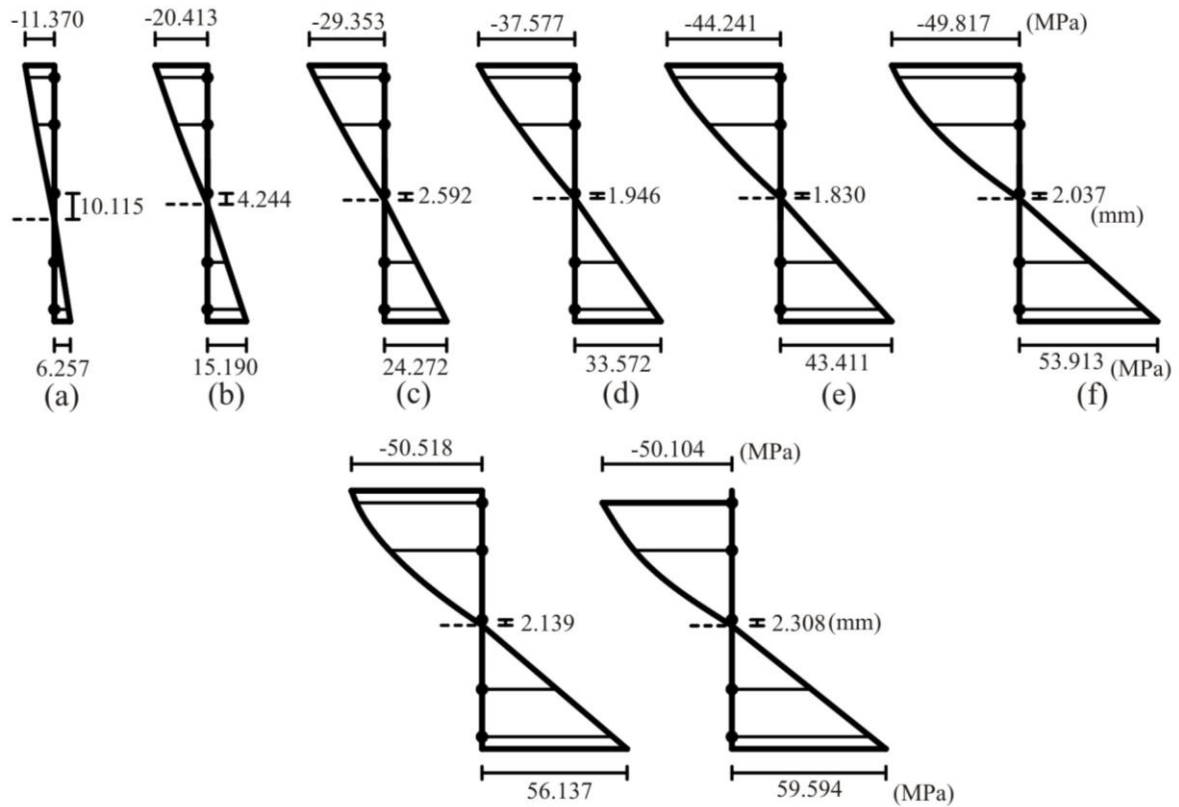 -11.370 -20.413 -29.353 -37.577 -44.241 -49.817 (MPa)
10.115 4.244 2.592 1.946 1.830 2.037
(mm)
6.257 15.190 24.272 33.572 43.411 53.913 (MPa)
(a) (b) (c) (d) (e) (f)
-50.518 -50.104 (MPa)
2.139 2.308 (mm)
56.137 59.594 (MPa)